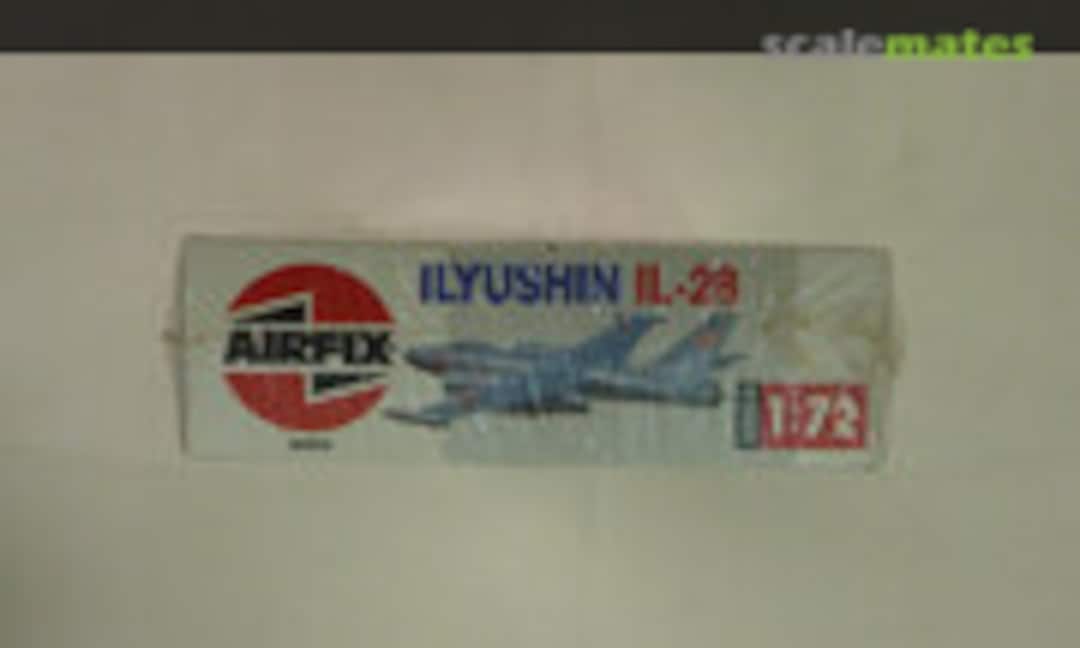 scalemates
ILYUSHIN IL-28
AIRFIX
1:72